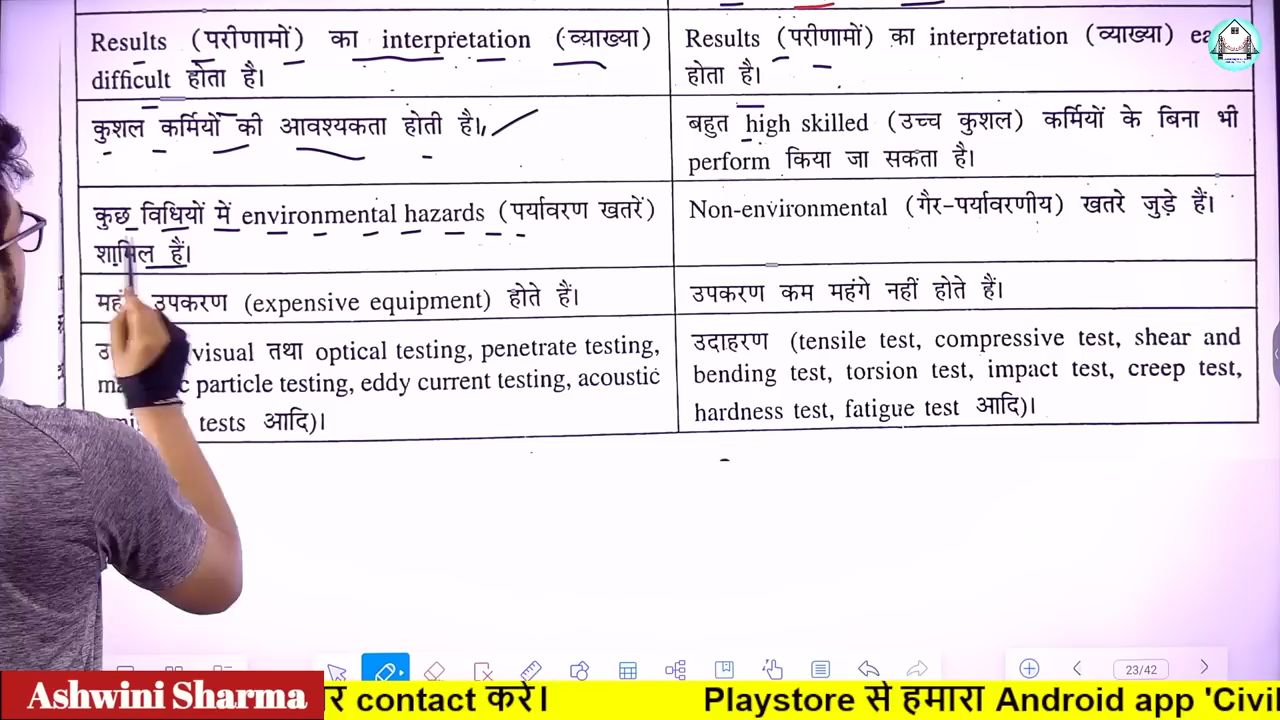 Results (परीणामों) का interpretation (व्याख्या)
difficult होता है।
Results (परीणामों) का interpretation (व्याख्या)
होता है।
कुशल कर्मियों की आवश्यकता होती है।
बहुत high skilled (उच्च कुशल) कर्मियों के बिना भी
perform किया जा सकता है।
कुछ विधियों में environmental hazards (पर्यावरण खतरें)
शामिल हैं।
Non-environmental (गैर-पर्यावरणीय) खतरे जुड़े हैं।
उपकरण (expensive equipment) होते हैं।
उपकरण कम महंगे नहीं होते हैं।
visual तथा optical testing, penetrate testing,
particle testing, eddy current testing, acoustic
tests आदि)।
उदाहरण (tensile test, compressive test, shear and
bending test, torsion test, impact test, creep test,
hardness test, fatigue test आदि)।
23/42
Ashwini Sharma
र contact करे। Playstore से हमारा Android app 'Civil